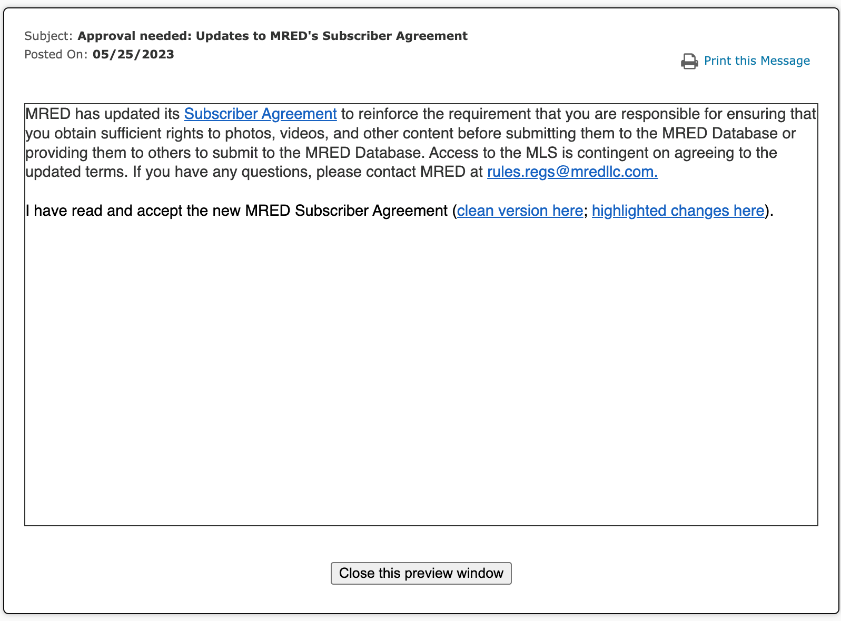 Subject: Approval needed: Updates to MRED's Subscriber Agreement
Posted On: 05/25/2023
Print this Message
MRED has updated its Subscriber Agreement to reinforce the requirement that you are responsible for ensuring that
you obtain sufficient rights to photos, videos, and other content before submitting them to the MRED Database or
providing them to others to submit to the MRED Database. Access to the MLS is contingent on agreeing to the
updated terms. If you have any questions, please contact MRED at rules.regs@mredllc.com.
I have read and accept the new MRED Subscriber Agreement (clean version here; highlighted changes here).
Close this preview window